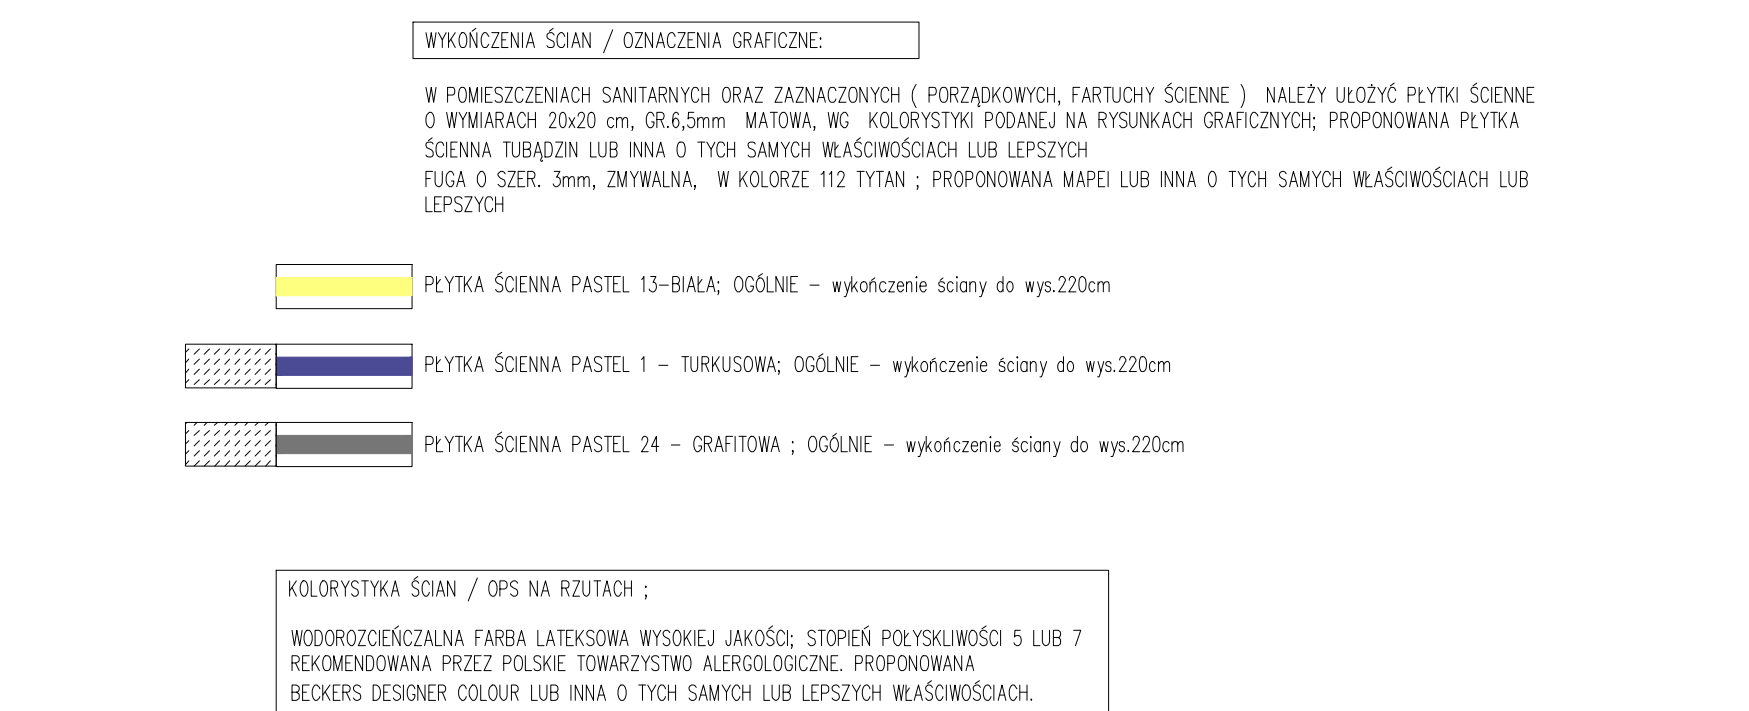 WYKOŃCZENIA ŚCIAN / OZNACZENIA GRAFICZNE:
W POMIESZCZENIACH SANITARNYCH ORAZ ZAZNACZONYCH ( PORZĄDKOWYCH, FARTUCHY ŚCIENNE ) NALEŻY UŁOŻYĆ PŁYTKI ŚCIENNE
O WYMIARACH 20x20 cm, GR.6,5mm MATOWA, WG KOLORYSTYKI PODANEJ NA RYSUNKACH GRAFICZNYCH; PROPONOWANA PŁYTKA
ŚCIENNA TUBĄDZIN LUB INNA O TYCH SAMYCH WŁAŚCIWOŚCIACH LUB LEPSZYCH
FUGA O SZER. 3mm, ZMYWALNA, W KOLORZE 112 TYTAN ; PROPONOWANA MAPEI LUB INNA O TYCH SAMYCH WŁAŚCIWOŚCIACH LUB
LEPSZYCH
PŁYTKA ŚCIENNA PASTEL 13-BIAŁA; OGÓLNIE - wykończenie ściany do wys.220cm
PŁYTKA ŚCIENNA PASTEL 1 - TURKUSOWA; OGÓLNIE - wykończenie ściany do wys.220cm
PŁYTKA ŚCIENNA PASTEL 24 - GRAFITOWA ; OGÓLNIE - wykończenie ściany do wys.220cm
KOLORYSTYKA ŚCIAN / OPS NA RZUTACH ;
WODOROZCIEŃCZALNA FARBA LATEKSOWA WYSOKIEJ JAKOŚCI; STOPIEŃ POŁYSKLIWOŚCI 5 LUB 7
REKOMENDOWANA PRZEZ POLSKIE TOWARZYSTWO ALERGOLOGICZNE. PROPONOWANA
BECKERS DESIGNER COLOUR LUB INNA O TYCH SAMYCH LUB LEPSZYCH WŁAŚCIWOŚCIACH.